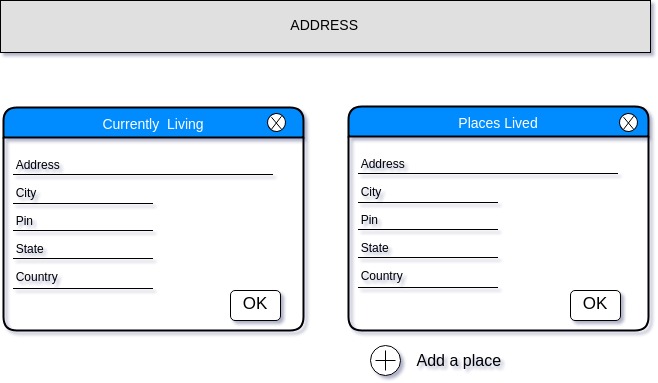 ADDRESS
Currently Living
Address
City
Pin
State
Country
OK
Places Lived
Address
City
Pin
State
Country
OK
Add a place